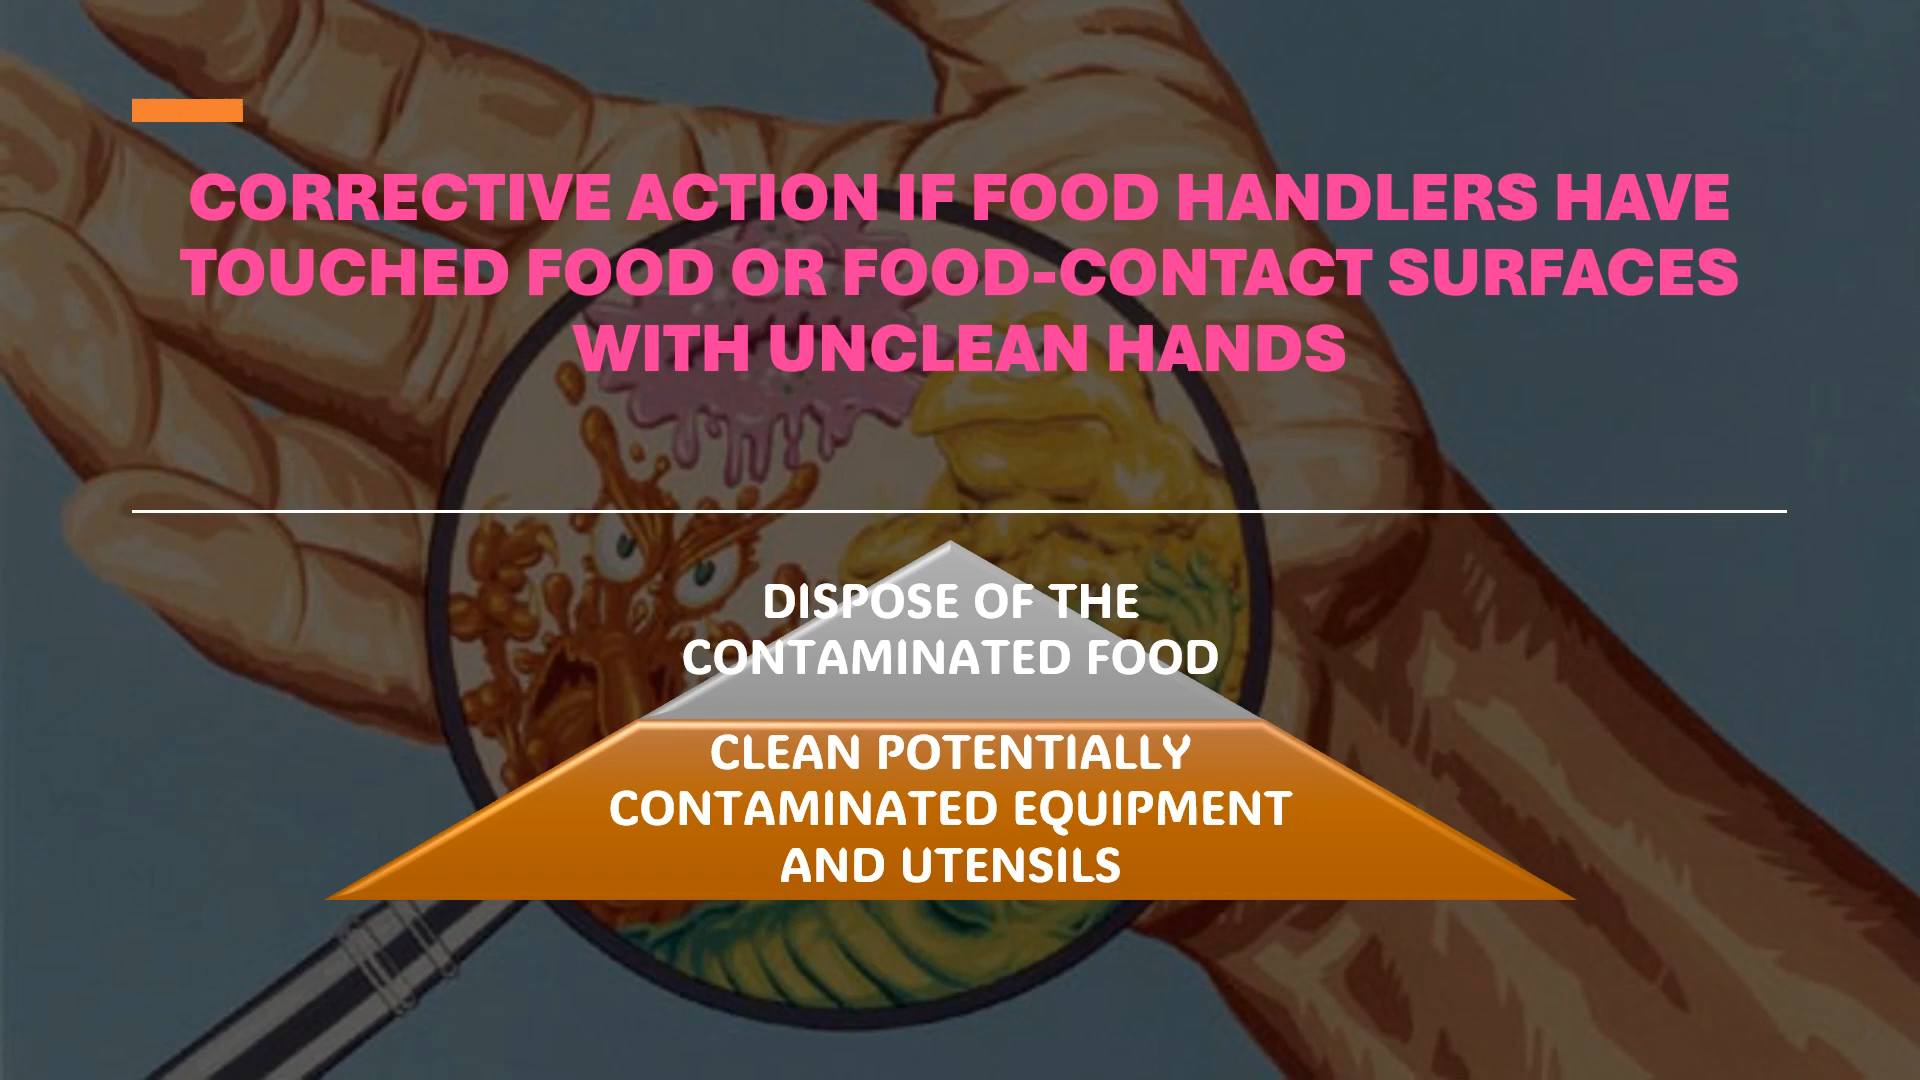 CORRECTIVE ACTION IF FOOD HANDLERS HAVE
TOUCHED FOOD OR FOOD-CONTACT SURFACES
WITH UNCLEAN HANDS
DISPOSE OF THE
CONTAMINATED FOOD
CLEAN POTENTIALLY
CONTAMINATED EQUIPMENT
AND UTENSILS